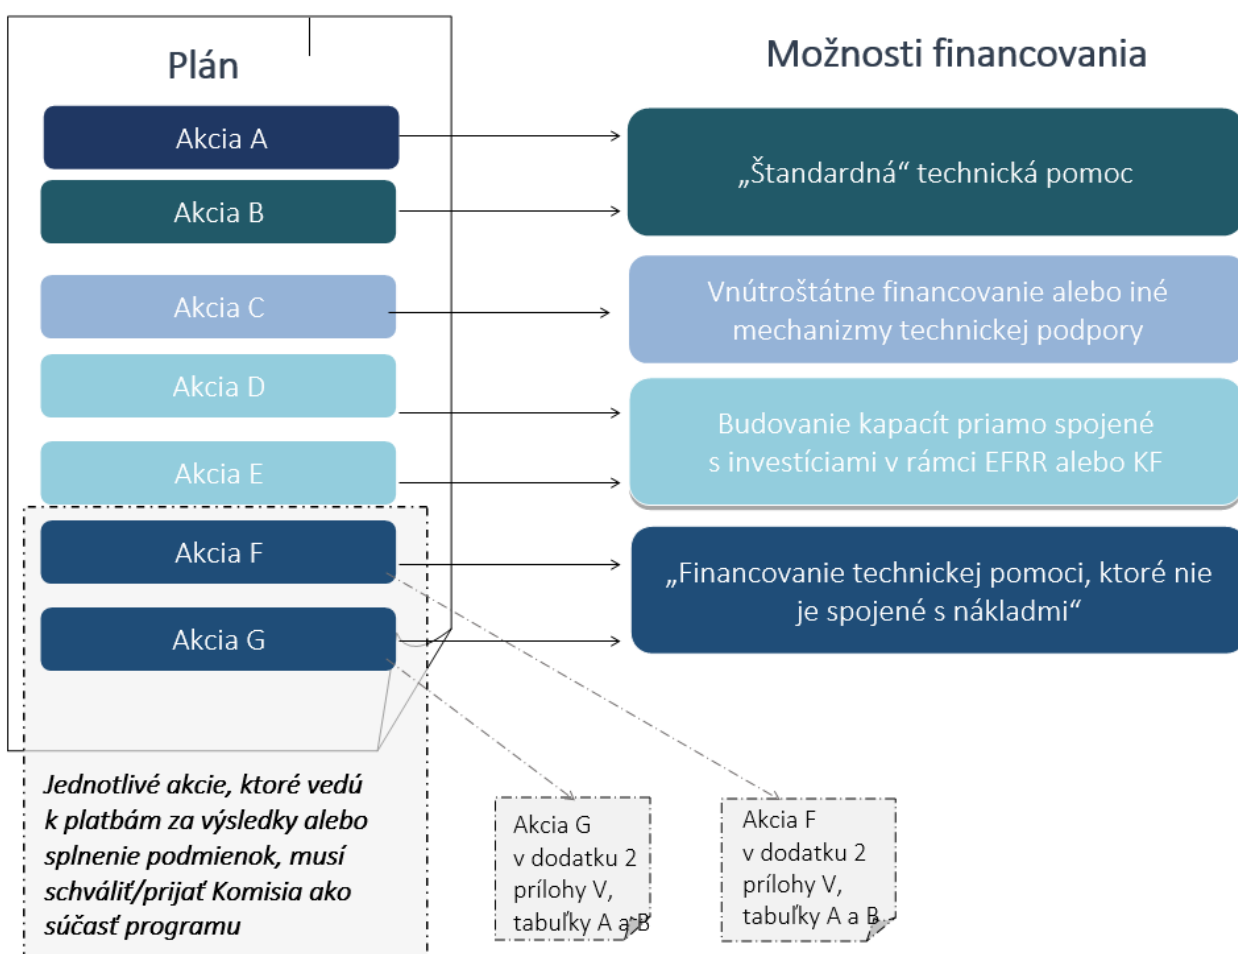 Plán
Možnosti financovania
Akcia A
Akcia B
Akcia C
Akcia D
Akcia E
Akcia F
Akcia G
„Štandardná“ technická pomoc
Vnútroštátne financovanie alebo iné
mechanizmy technickej podpory
Budovanie kapacít priamo spojené
s investíciami v rámci EFRR alebo KF
„Financovanie technickej pomoci, ktoré nie
je spojené s nákladmi“
Jednotlivé akcie, ktoré vedú
k platbám za výsledky alebo
splnenie podmienok, musí
schváliť/prijať Komisia ako
súčasť programu
Akcia G
v dodatku 2
prílohy V,
tabuľky A a B
Akcia F
v dodatku 2
prílohy V,
tabuľky A a B